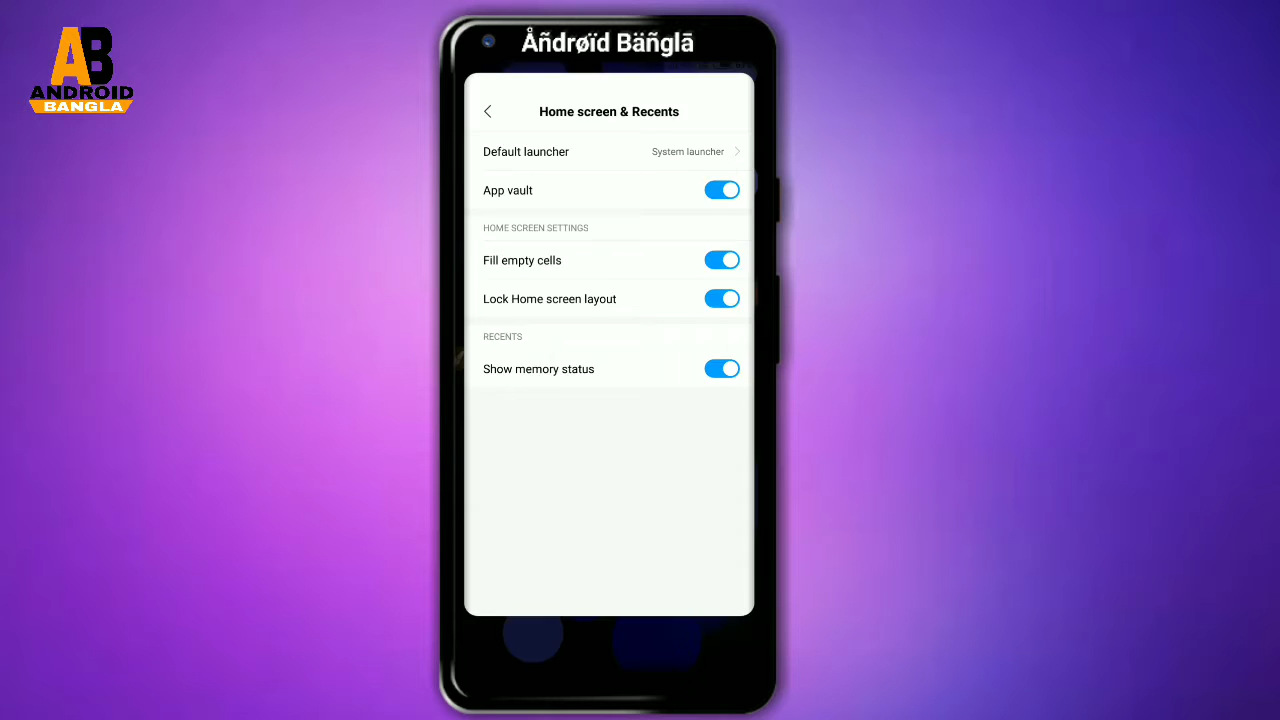 AB
ANDROID
BANGLA
Åñdrøïd Bäñglā
Home screen & Recents
Default launcher System launcher
App vault
HOME SCREEN SETTINGS
Fill empty cells
Lock Home screen layout
RECENTS
Show memory status